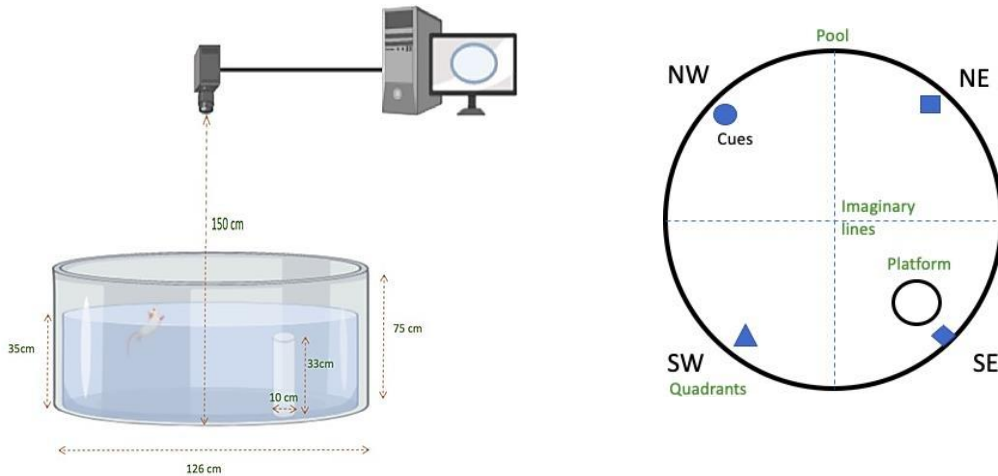 150 cm
35cm
33cm
10 cm
75 cm
126 cm
Pool
NW
NE
Cues
Imaginary
lines
Platform
SW
SE
Quadrants